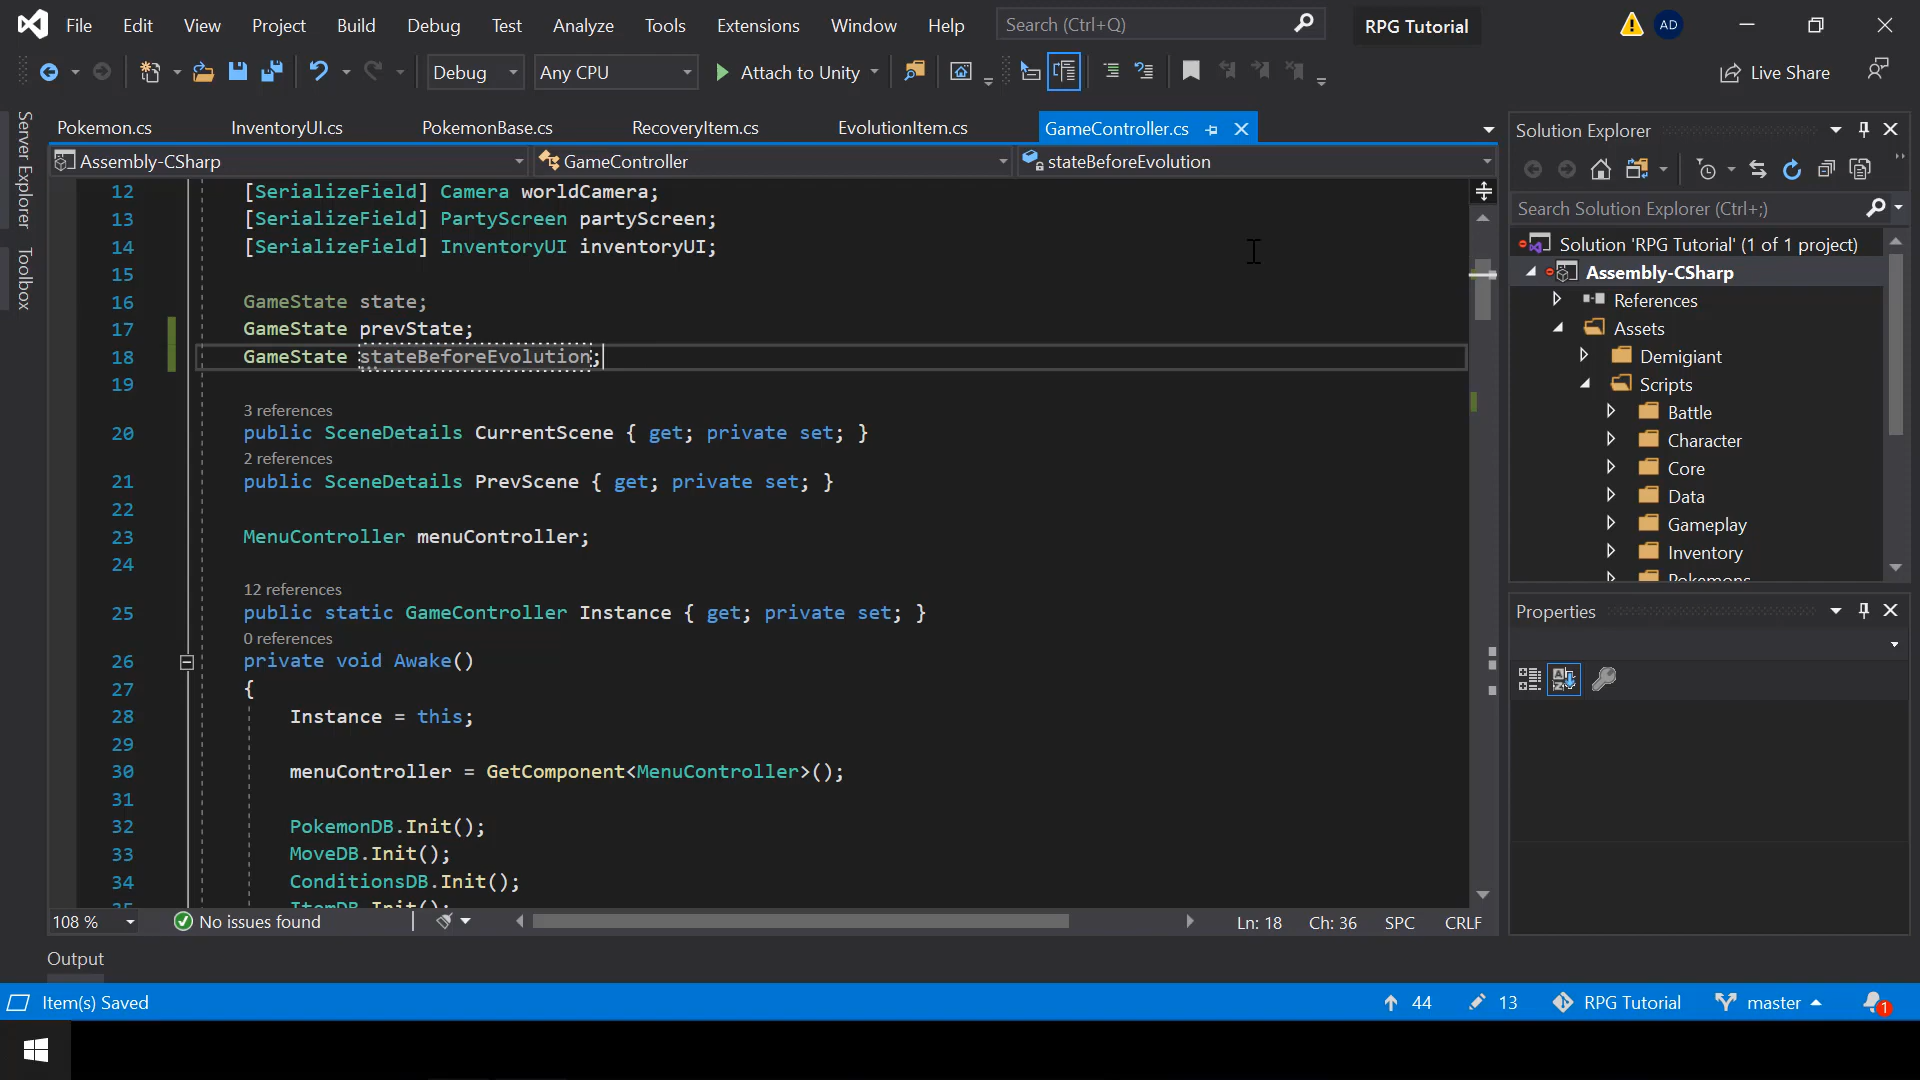 File Edit View Project Build Debug Test Analyze Tools Extensions Window Help Search (Ctrl+Q) RPG Tutorial AD
Debug Any CPU Attach to Unity Live Share
Server Explorer
Toolbox
Pokemon.cs InventoryUI.cs PokemonBase.cs RecoveryItem.cs EvolutionItem.cs GameController.cs
Assembly-CSharp GameController stateBeforeEvolution
12 [SerializeField] Camera worldCamera;
13 [SerializeField] PartyScreen partyScreen;
14 [SerializeField] InventoryUI inventoryUI;
15
16 GameState state;
17 GameState prevState;
18 GameState stateBeforeEvolution;
19
3 references
20 public SceneDetails CurrentScene { get; private set; }
2 references
21 public SceneDetails PrevScene { get; private set; }
22
23 MenuController menuController;
24
12 references
25 public static GameController Instance { get; private set; }
0 references
26 private void Awake()
27 {
28 Instance = this;
29
30 menuController = GetComponent<MenuController>();
31
32 PokemonDB.Init();
33 MoveDB.Init();
34 ConditionsDB.Init();
35 ItemDB.Init();
108 % No issues found Ln: 18 Ch: 36 SPC CRLF
Solution Explorer
Search Solution Explorer (Ctrl+;)
Solution 'RPG Tutorial' (1 of 1 project)
Assembly-CSharp
References
Assets
Demigiant
Scripts
Battle
Character
Core
Data
Gameplay
Inventory
Pokemons
Properties
Output
Item(s) Saved 44 13 RPG Tutorial master 1